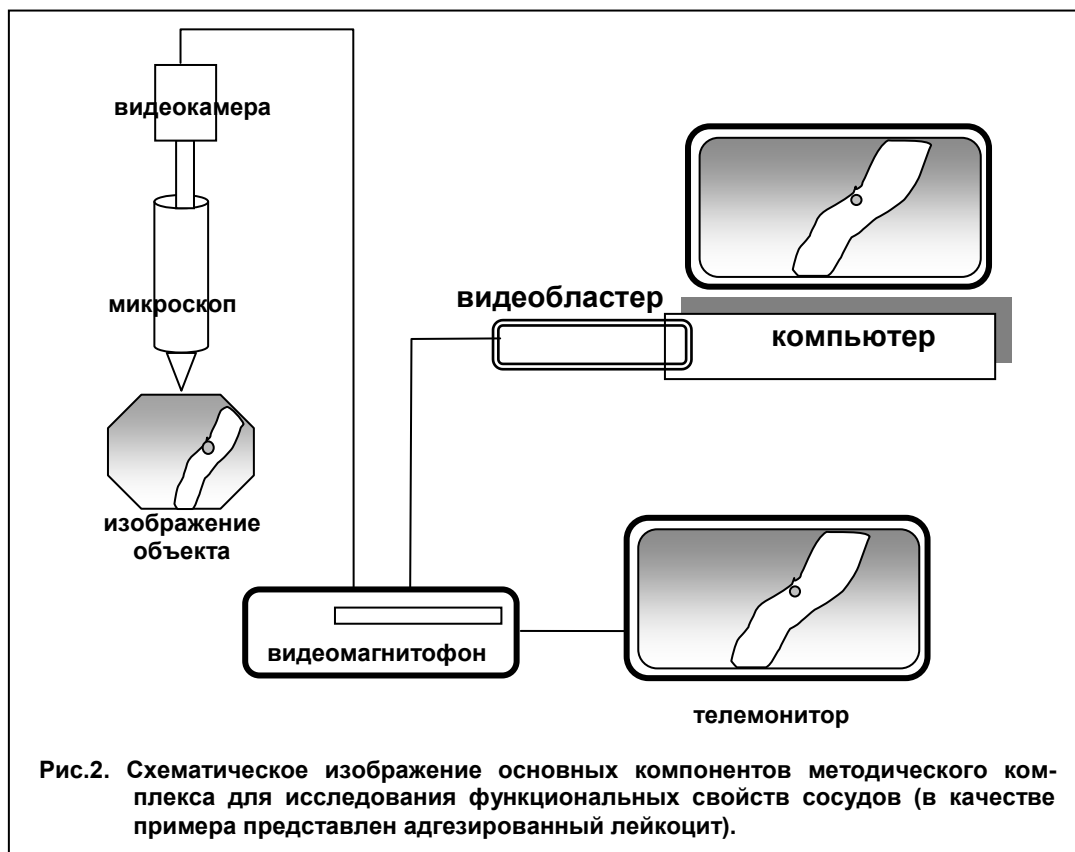 видеокамера
микроскоп
изображение
объекта
видеобластер
компьютер
видеомагнитофон
телемонитор
Рис.2. Схематическое изображение основных компонентов методического ком-
плекса для исследования функциональных свойств сосудов (в качестве
примера представлен адгезированный лейкоцит).